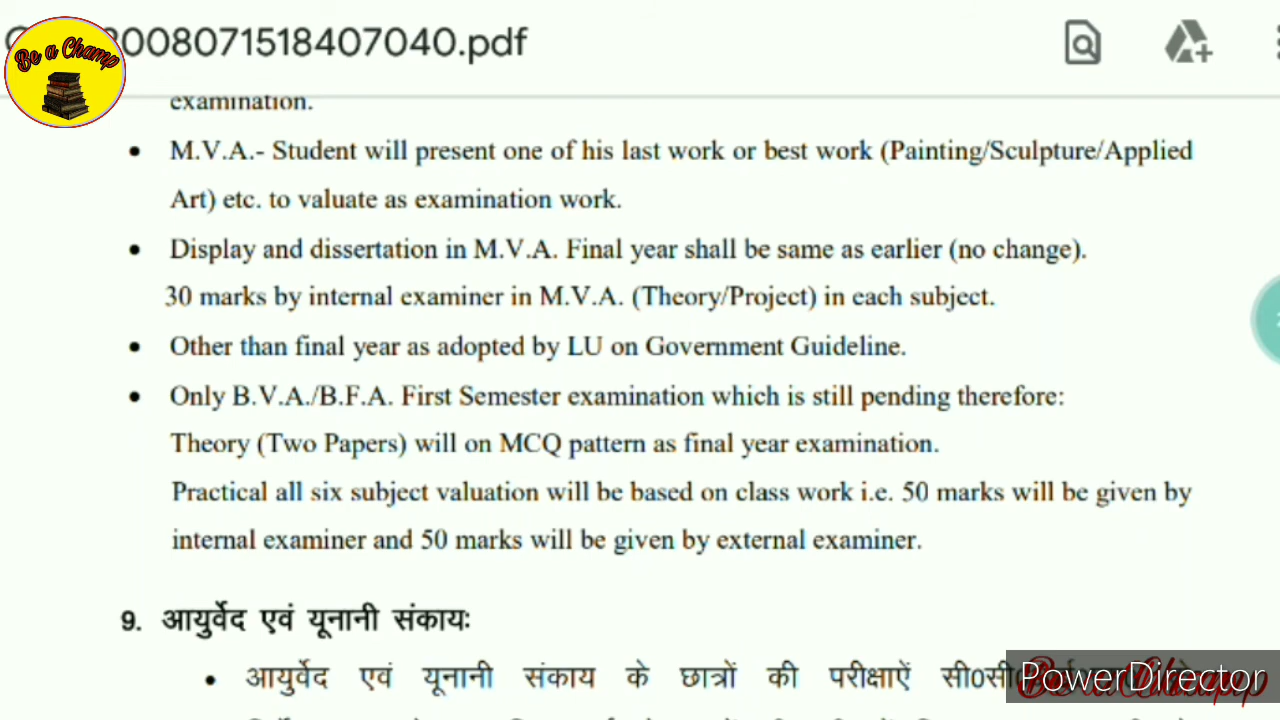 Be a Champ
2008071518407040.pdf
examination.
• M.V.A.- Student will present one of his last work or best work (Painting/Sculpture/Applied
Art) etc. to valuate as examination work.
• Display and dissertation in M.V.A. Final year shall be same as earlier (no change).
30 marks by internal examiner in M.V.A. (Theory/Project) in each subject.
• Other than final year as adopted by LU on Government Guideline.
• Only B.V.A./B.F.A. First Semester examination which is still pending therefore:
Theory (Two Papers) will on MCQ pattern as final year examination.
Practical all six subject valuation will be based on class work i.e. 50 marks will be given by
internal examiner and 50 marks will be given by external examiner.
9. आयुर्वेद एवं यूनानी संकायः
• आयुर्वेद एवं यूनानी संकाय के छात्रों की परीक्षाऐं
PowerDirector